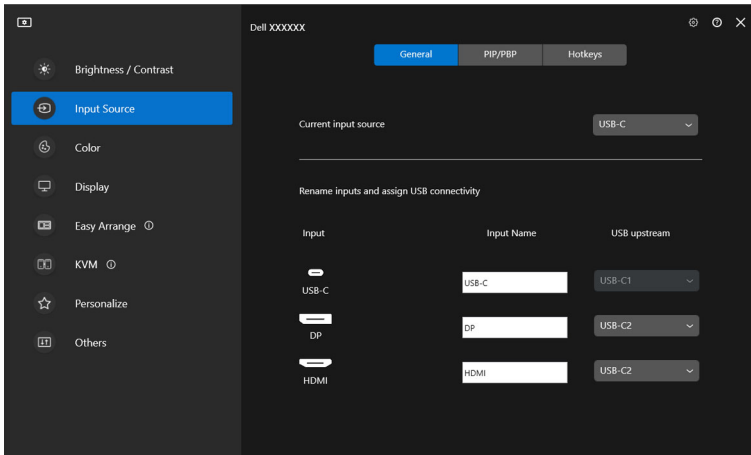 Dell XXXXXX
General PIP/PBP Hotkeys
Brightness / Contrast
Input Source
Color
Display
Easy Arrange
KVM
Personalize
Others
Current input source USB-C
Rename inputs and assign USB connectivity
Input Input Name USB upstream
USB-C USB-C USB-C1
DP DP USB-C2
HDMI HDMI USB-C2